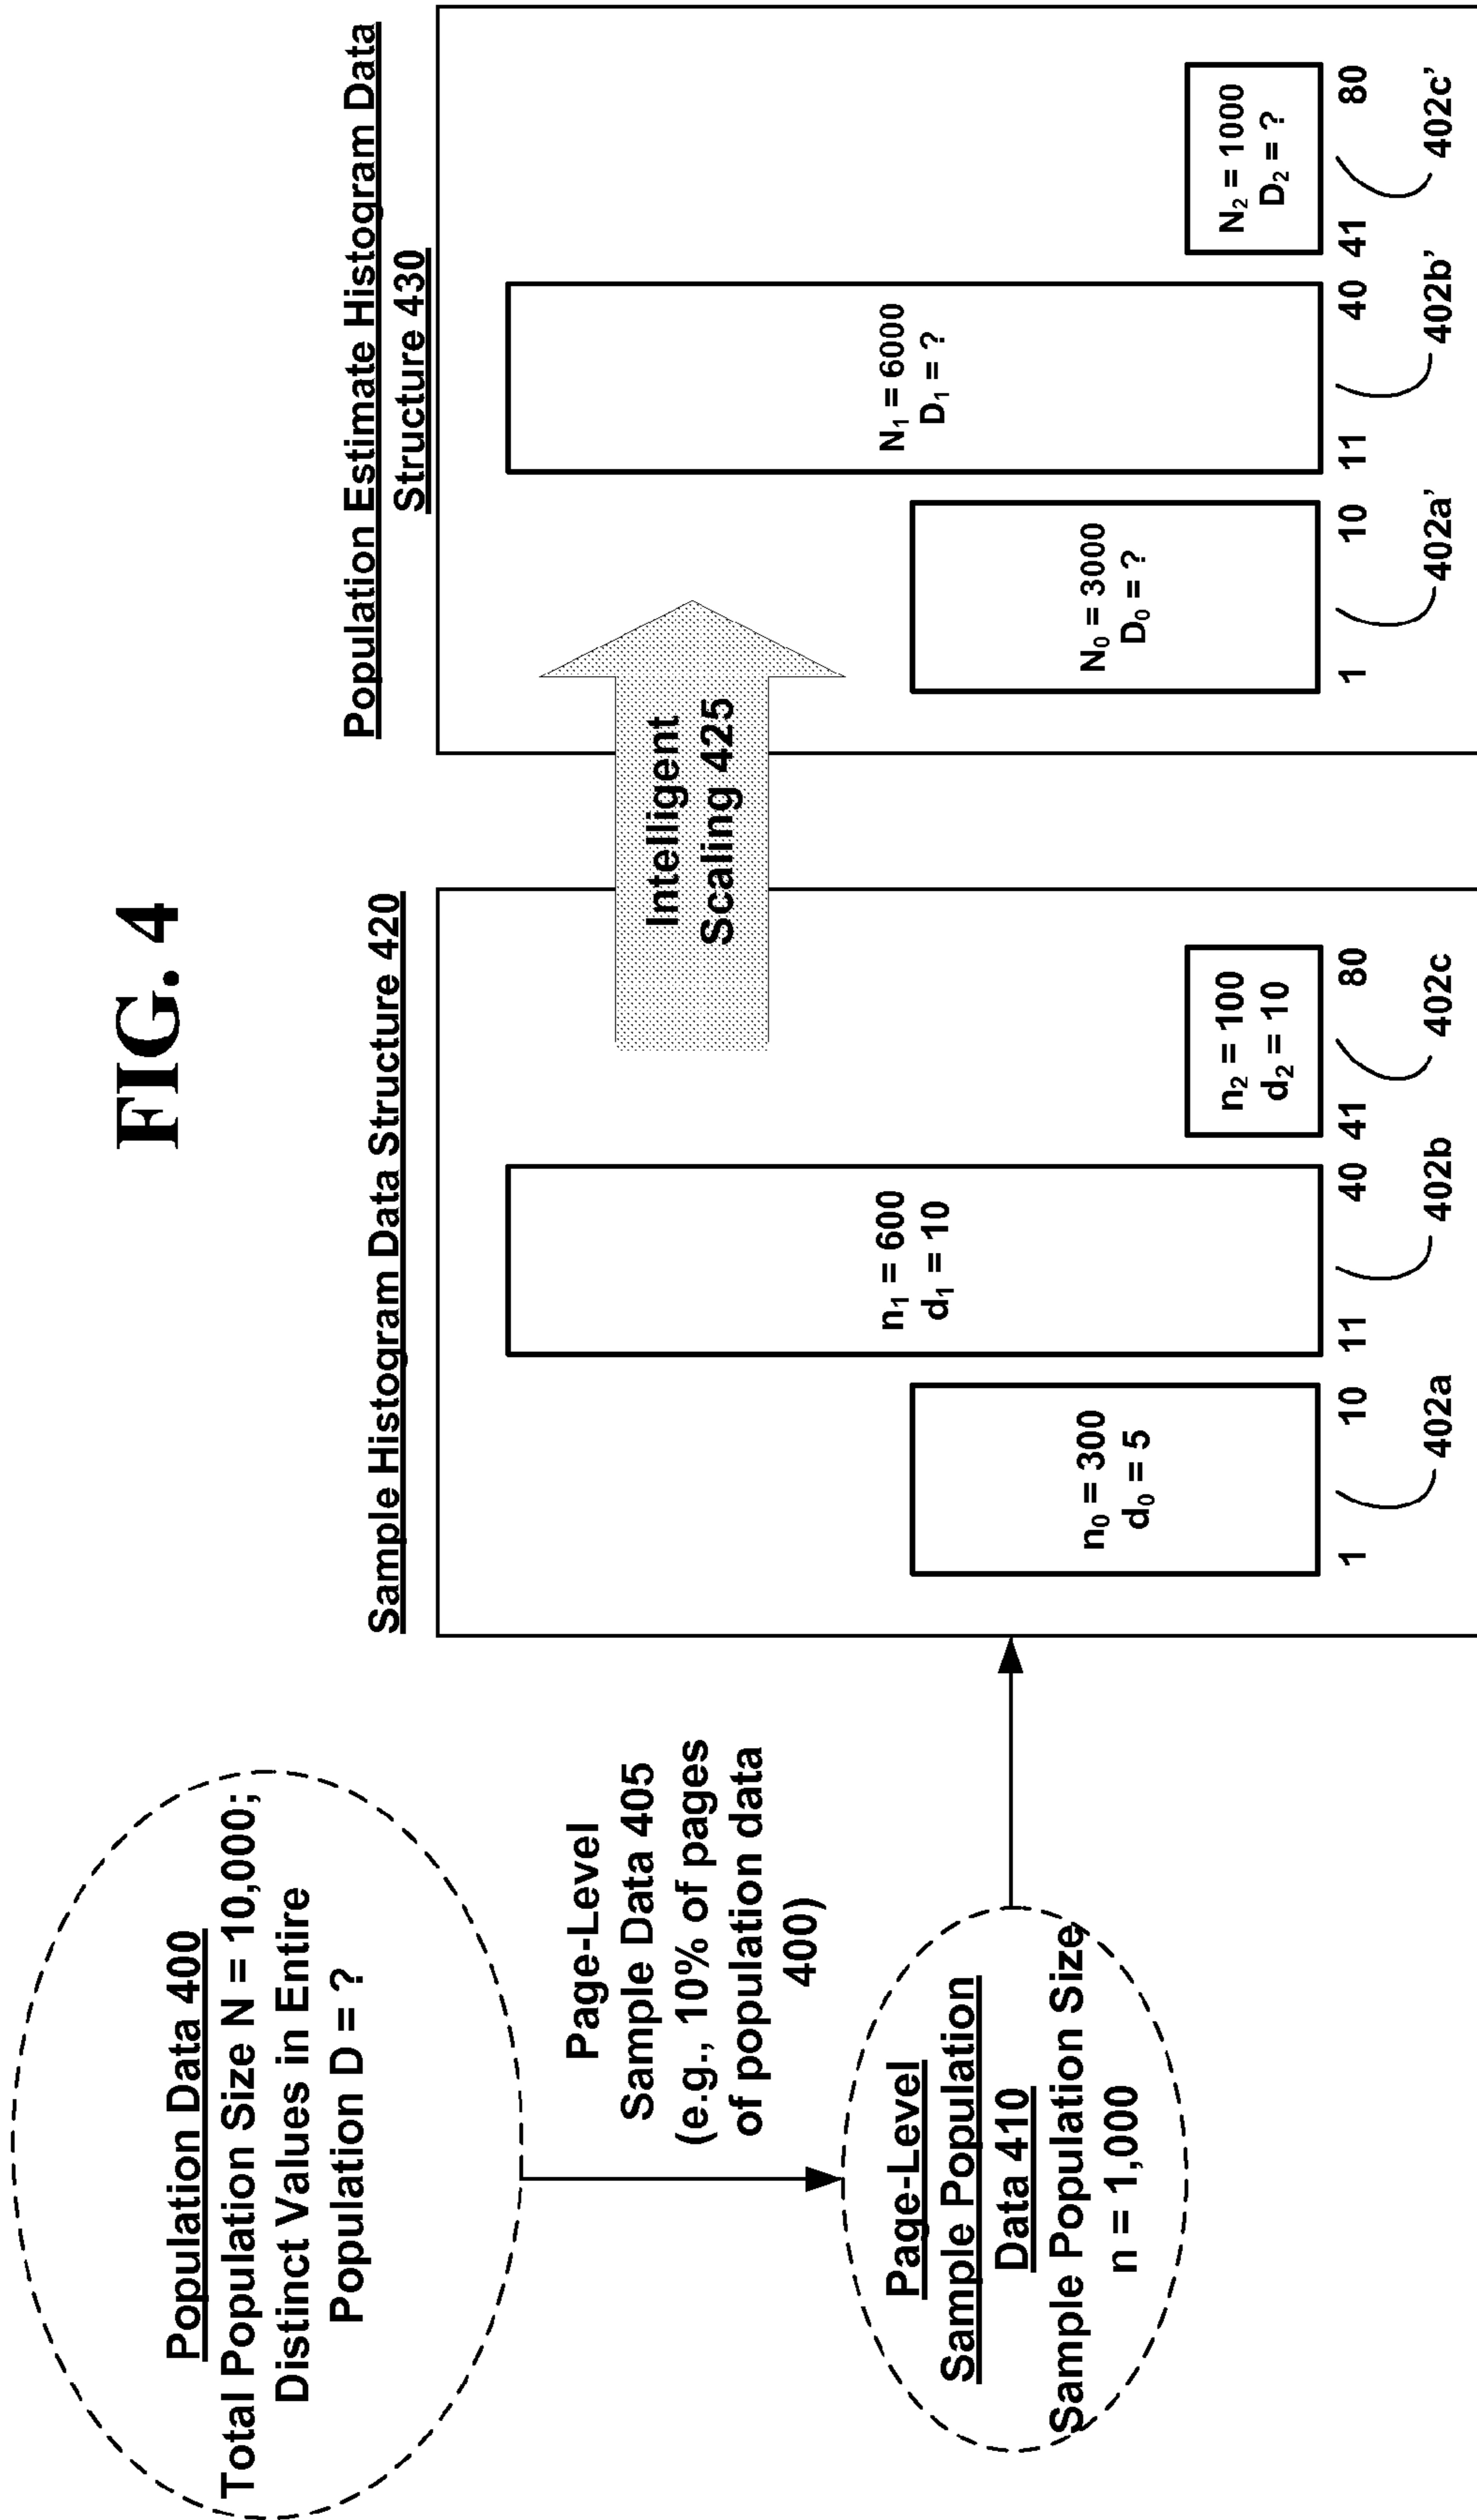 FIG. 4
Population Data 400
Total Population Size N = 10,000;
Distinct Values in Entire
Population D = ?
Page-Level
Sample Data 405
(e.g., 10% of pages
of population data
400)
Page-Level
Sample Population
Data 410
Sample Population Size
n = 1,000
Sample Histogram Data Structure 420
n₀ = 300
d₀ = 5
n₁ = 600
d₁ = 10
n₂ = 100
d₂ = 10
1 10 11 40 41 80
402a 402b 402c
Intelligent
Scaling 425
Population Estimate Histogram Data
Structure 430
N₀ = 3000
D₀ = ?
N₁ = 6000
D₁ = ?
N₂ = 1000
D₂ = ?
1 10 11 40 41 80
402a' 402b' 402c'